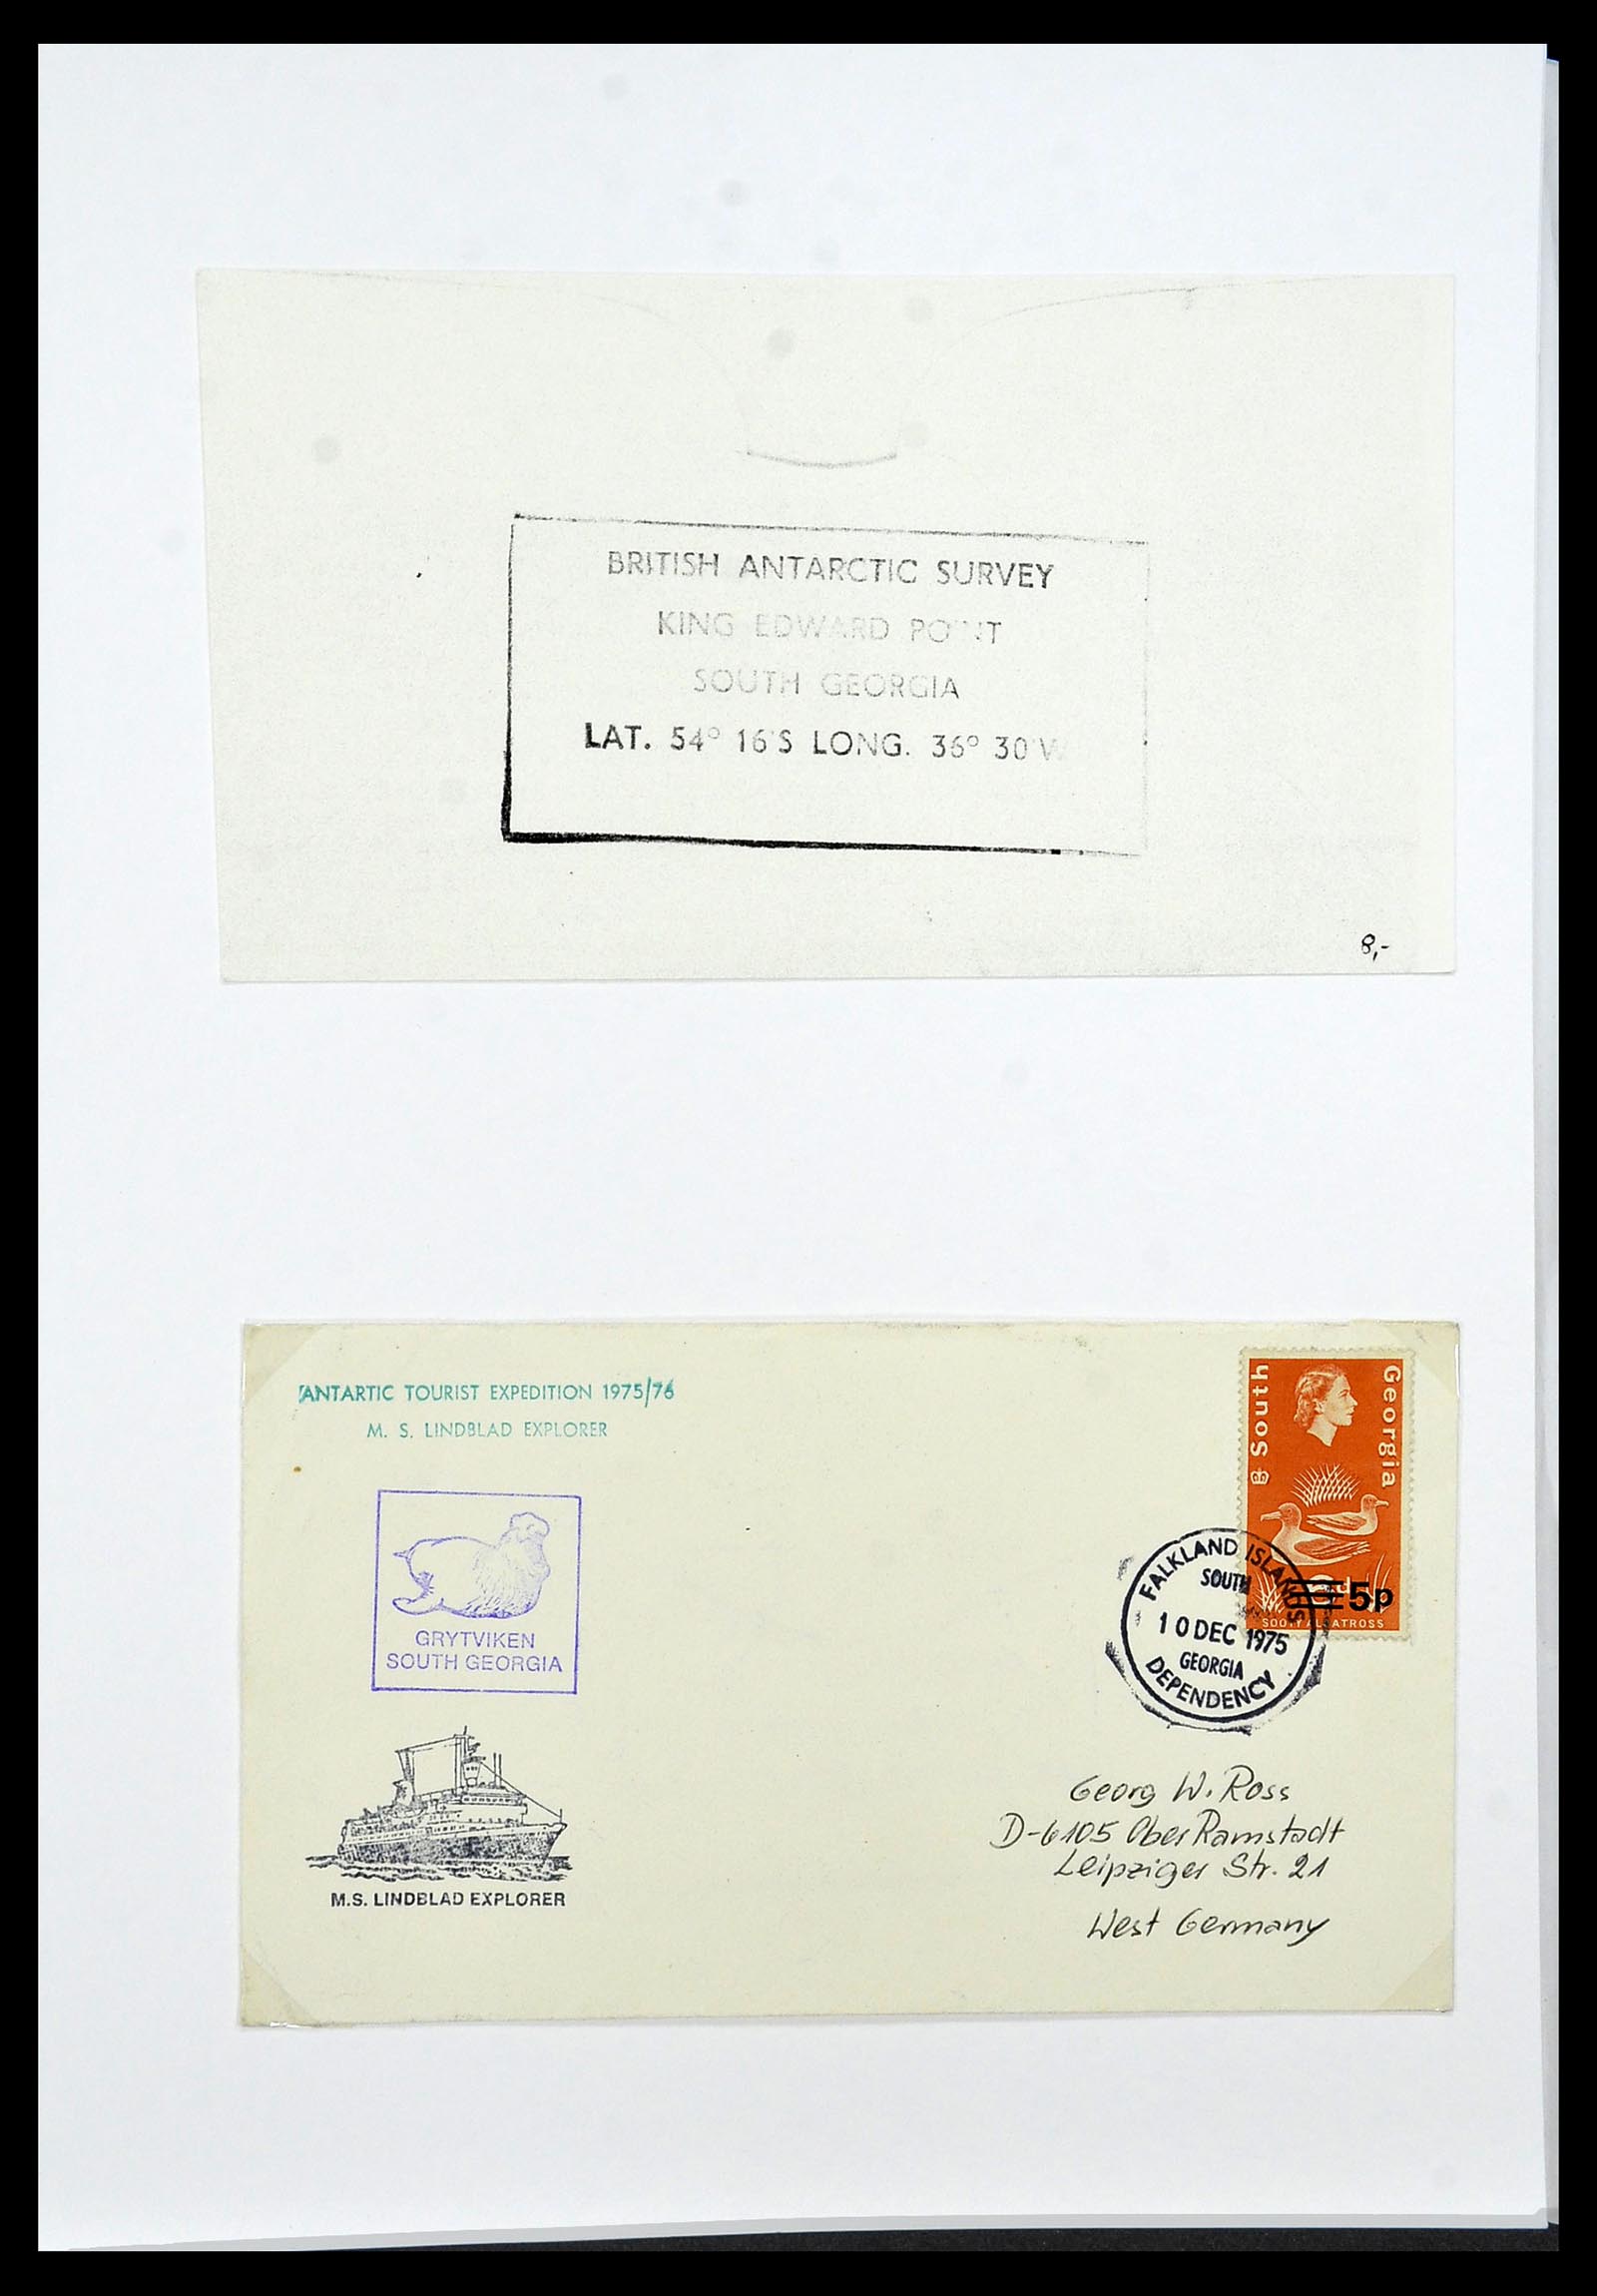 BRITISH ANTARCTIC SURVEY
KING EDWARD POINT
SOUTH GEORGIA
LAT. 54° 16'S LONG. 36° 30'W
8,-
ANTARTIC TOURIST EXPEDITION 1975/76
M. S. LINDBLAD EXPLORER
South Georgia
5p
SOOTY ALBATROSS
FALKLAND ISLANDS
SOUTH
10 DEC 1975
GEORGIA
DEPENDENCY
GRYTVIKEN
SOUTH GEORGIA
M.S. LINDBLAD EXPLORER
Georg W. Ross
D-6105 Ober Ramstadt
Leipziger Str. 21
West Germany